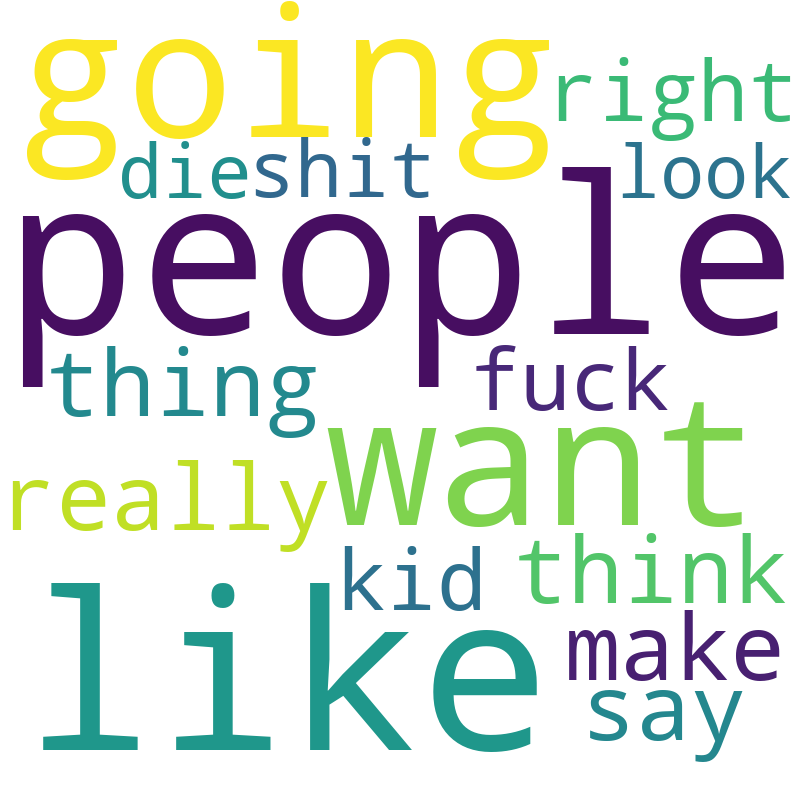 going right
die shit look
people
thing fuck
want
really
kid think
like make
say